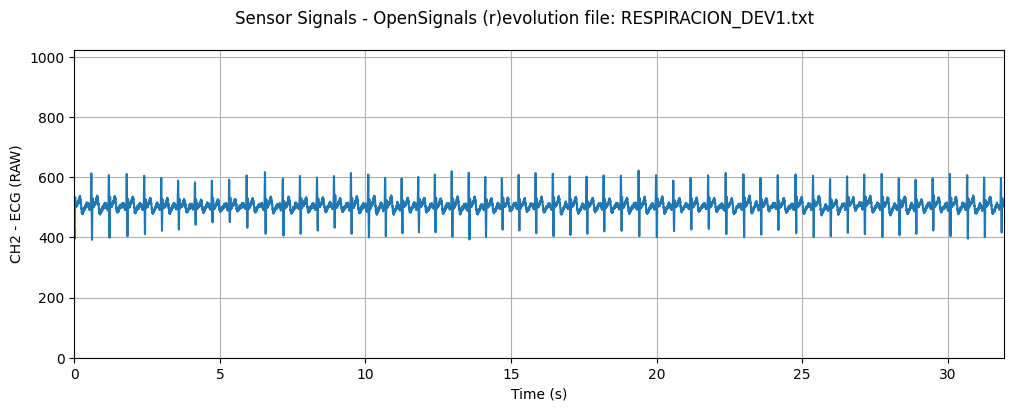 Sensor Signals - OpenSignals (r)evolution file: RESPIRACION_DEV1.txt
CH2 - ECG (RAW)
1000
800
600
400
200
0
0 5 10 15 20 25 30
Time (s)